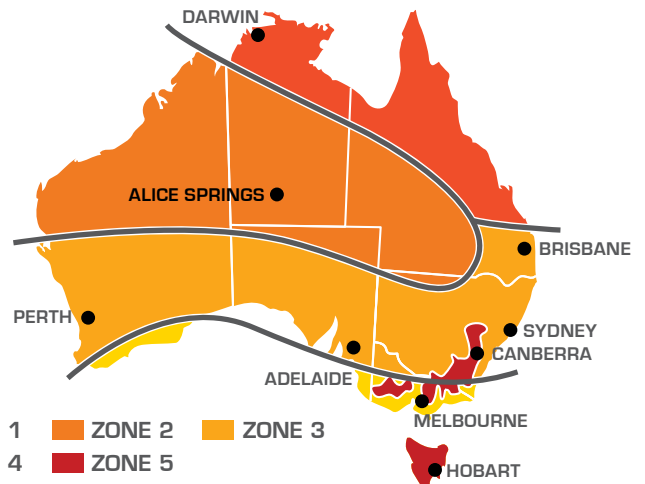 DARWIN
ALICE SPRINGS
BRISBANE
PERTH
SYDNEY
CANBERRA
ADELAIDE
MELBOURNE
1 ZONE 2 ZONE 3
4 ZONE 5
HOBART